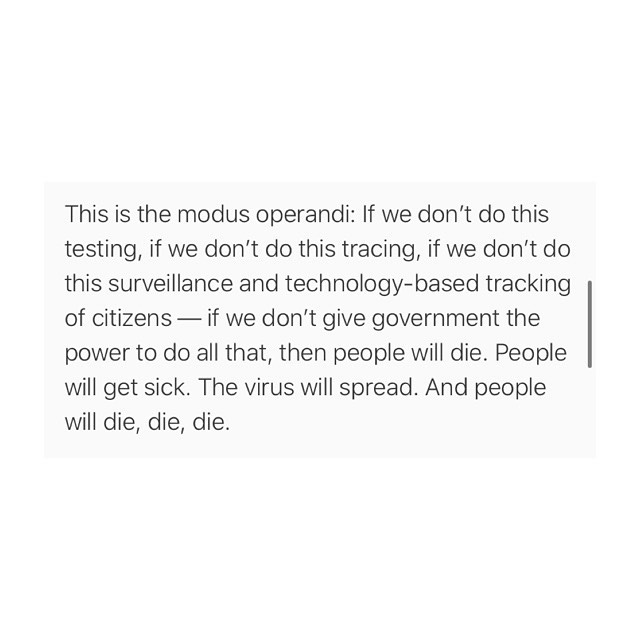 This is the modus operandi: If we don’t do this
testing, if we don’t do this tracing, if we don’t do
this surveillance and technology-based tracking
of citizens — if we don’t give government the
power to do all that, then people will die. People
will get sick. The virus will spread. And people
will die, die, die.